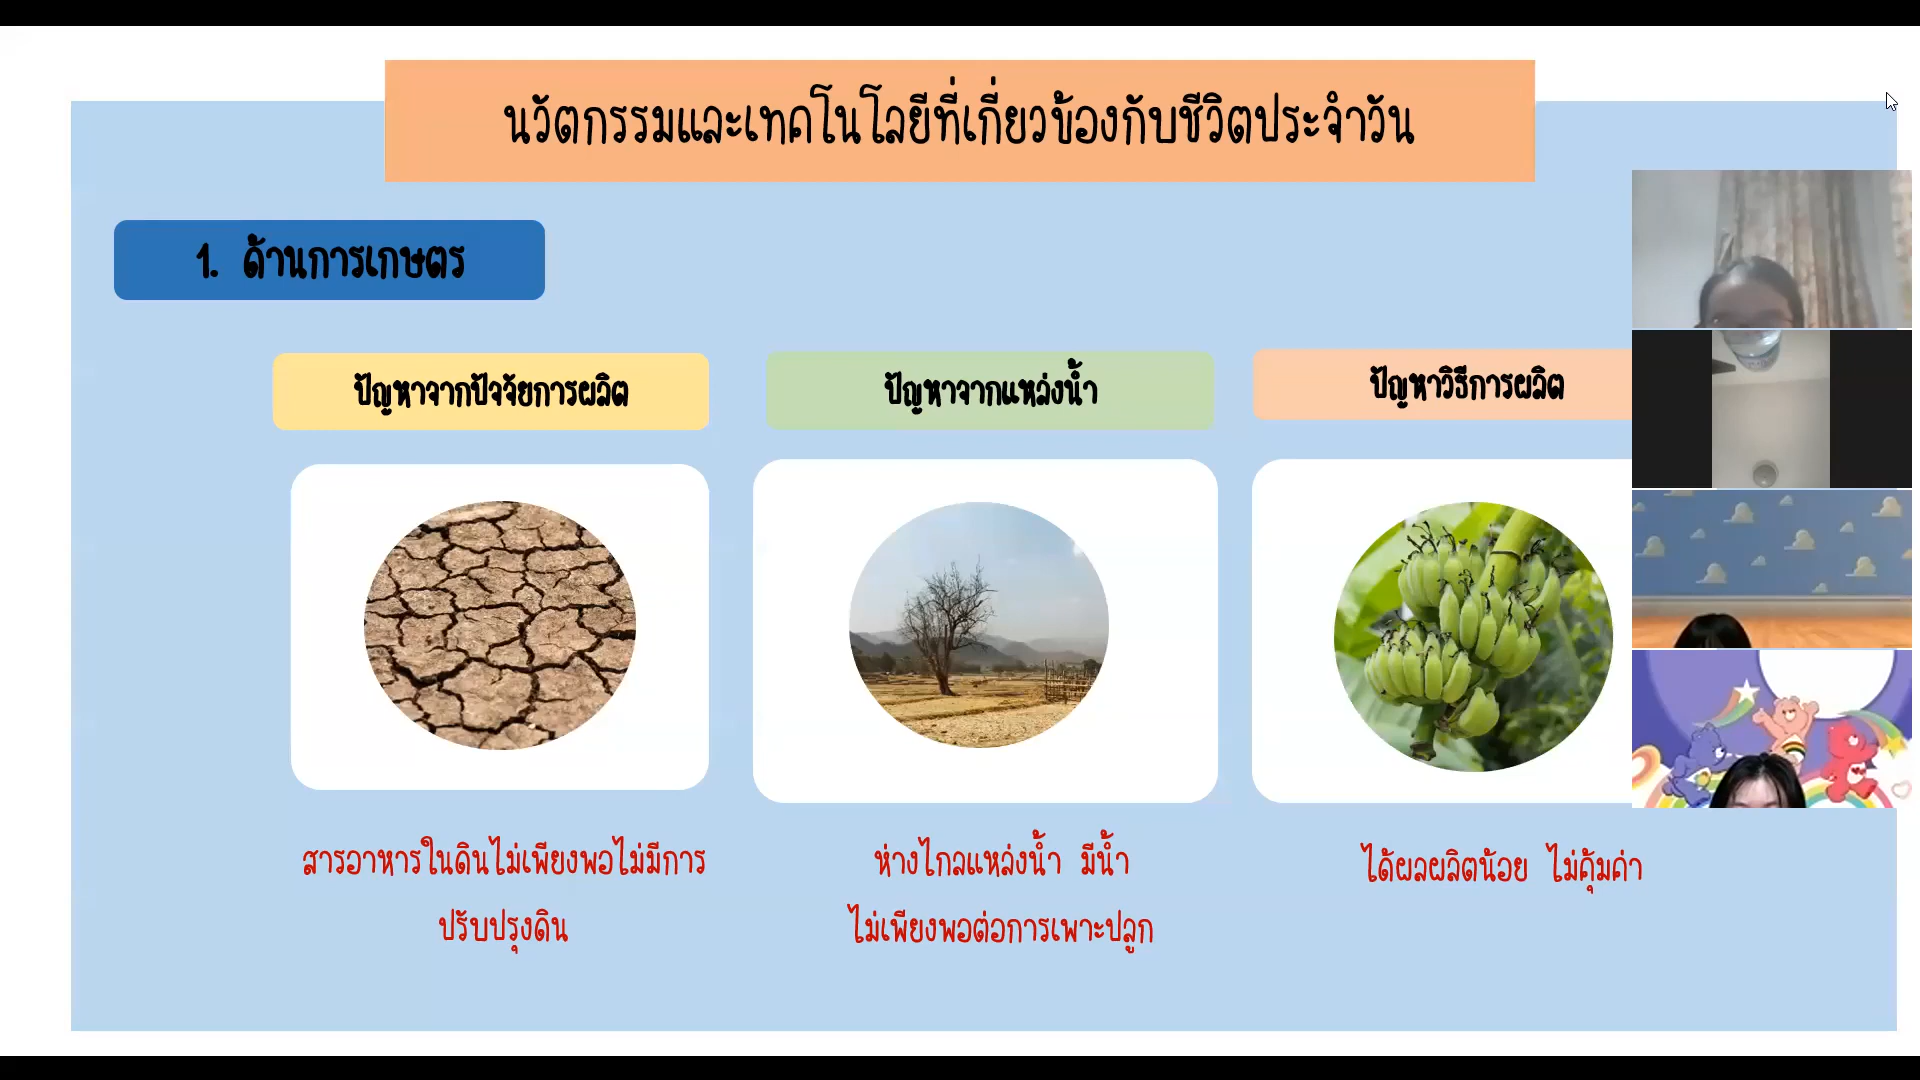 นวัตกรรมและเทคโนโลยีที่เกี่ยวข้องกับชีวิตประจำวัน
1. ด้านการเกษตร
ปัญหาจากปัจจัยการผลิต
ปัญหาจากแหล่งน้ำ
ปัญหาวิธีการผลิต
สารอาหารในดินไม่เพียงพอไม่มีการ
ปรับปรุงดิน
ห่างไกลแหล่งน้ำ มีน้ำ
ไม่เพียงพอต่อการเพาะปลูก
ได้ผลผลิตน้อย ไม่คุ้มค่า